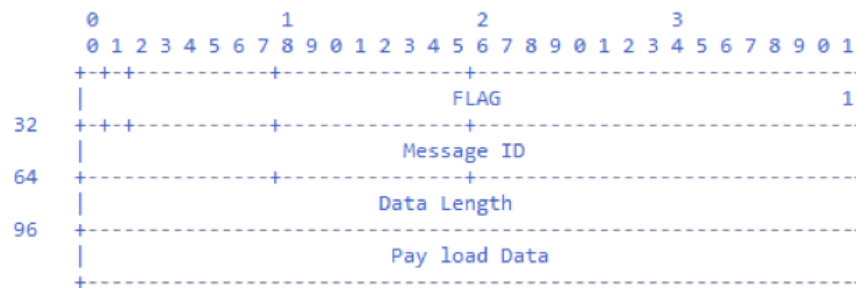 0 1 2 3
0 1 2 3 4 5 6 7 8 9 0 1 2 3 4 5 6 7 8 9 0 1 2 3 4 5 6 7 8 9 0 1
+-+-+-----------+---------------+-------------------------------
| FLAG 1
32 +-+-+-----------+---------------+-------------------------------
| Message ID
64 +---------------+---------------+-------------------------------
| Data Length
96 +---------------------------------------------------------------
| Pay load Data
+---------------------------------------------------------------